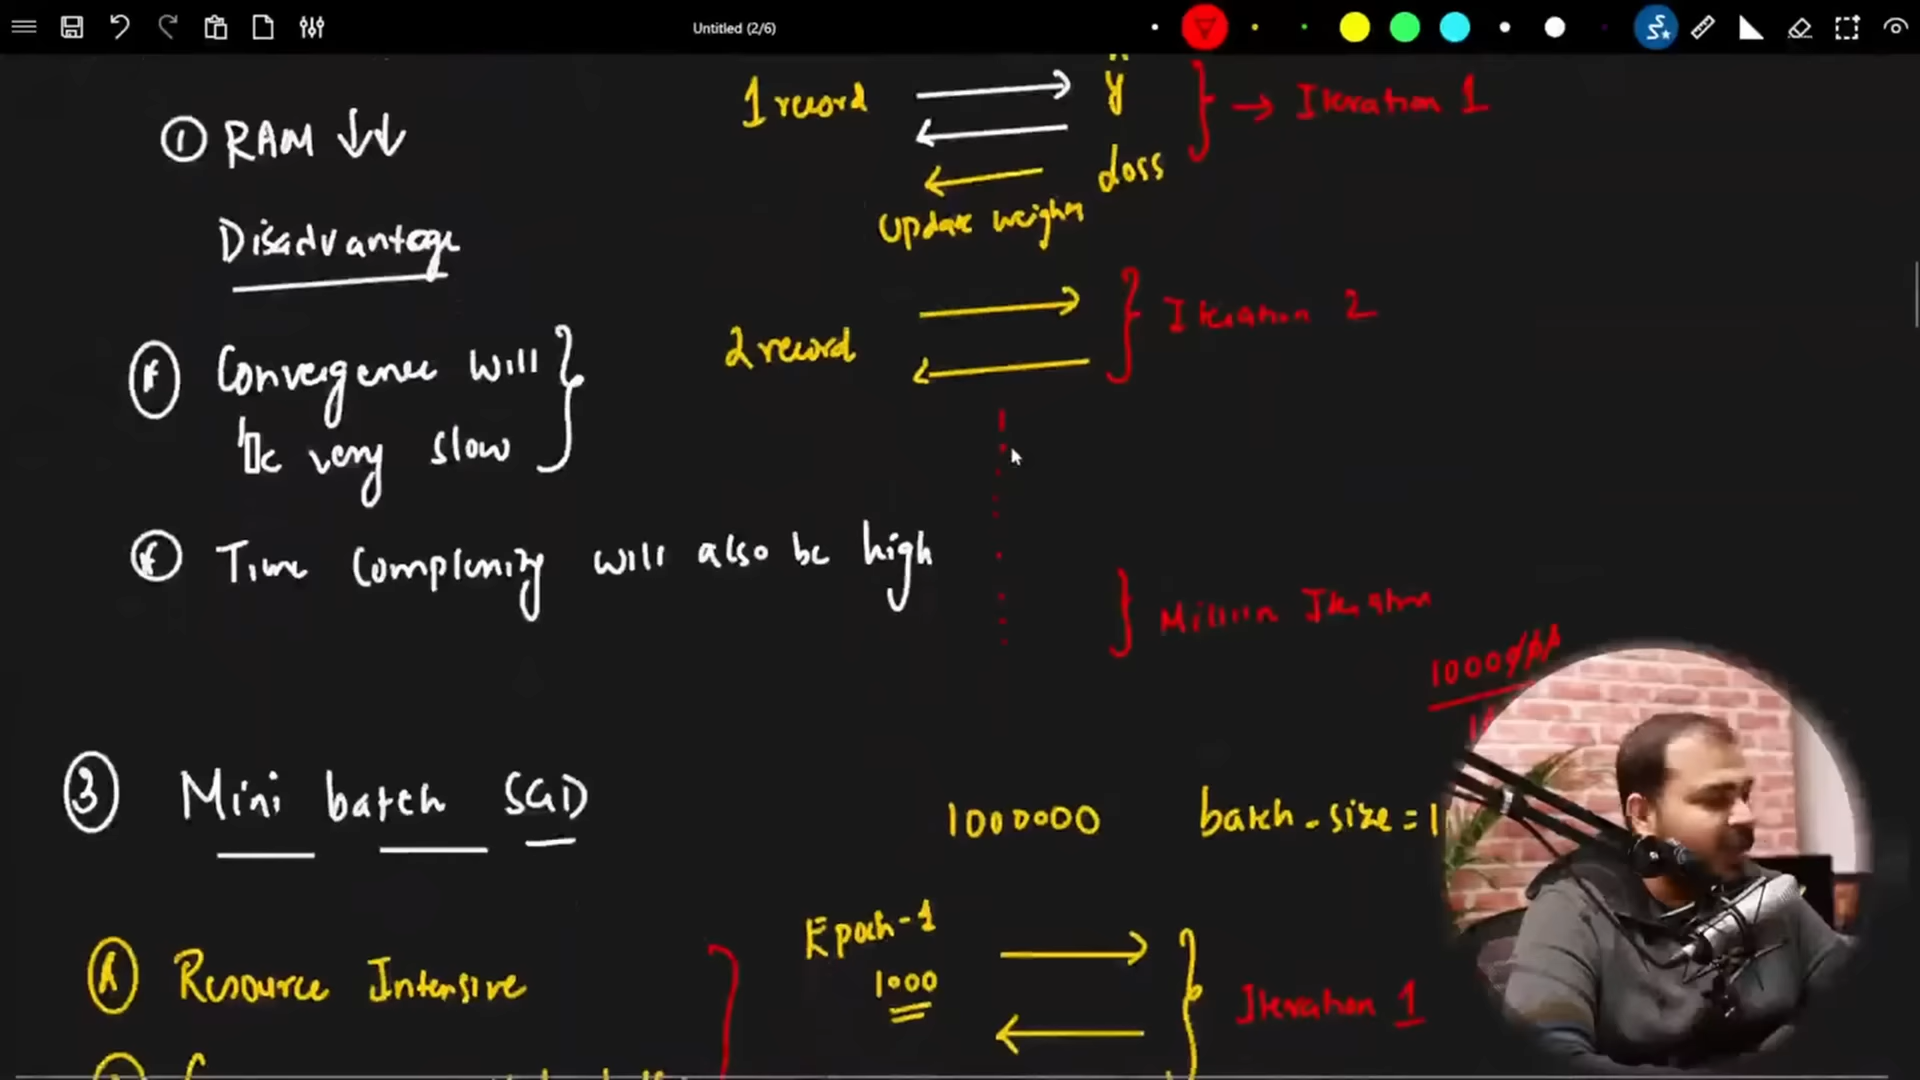 Untitled (2/6)
1 record
ŷ
→ Iteration 1
① RAM ↓↓
Loss
Update weights
Disadvantage
2 record
Iteration 2
Convergence will
be very slow
Time Complexity will also be high
Million Iteration
③ Mini batch SGD
1000000
batch_size = 1
Epoch-1
1000
Resource Intensive
Iteration 1